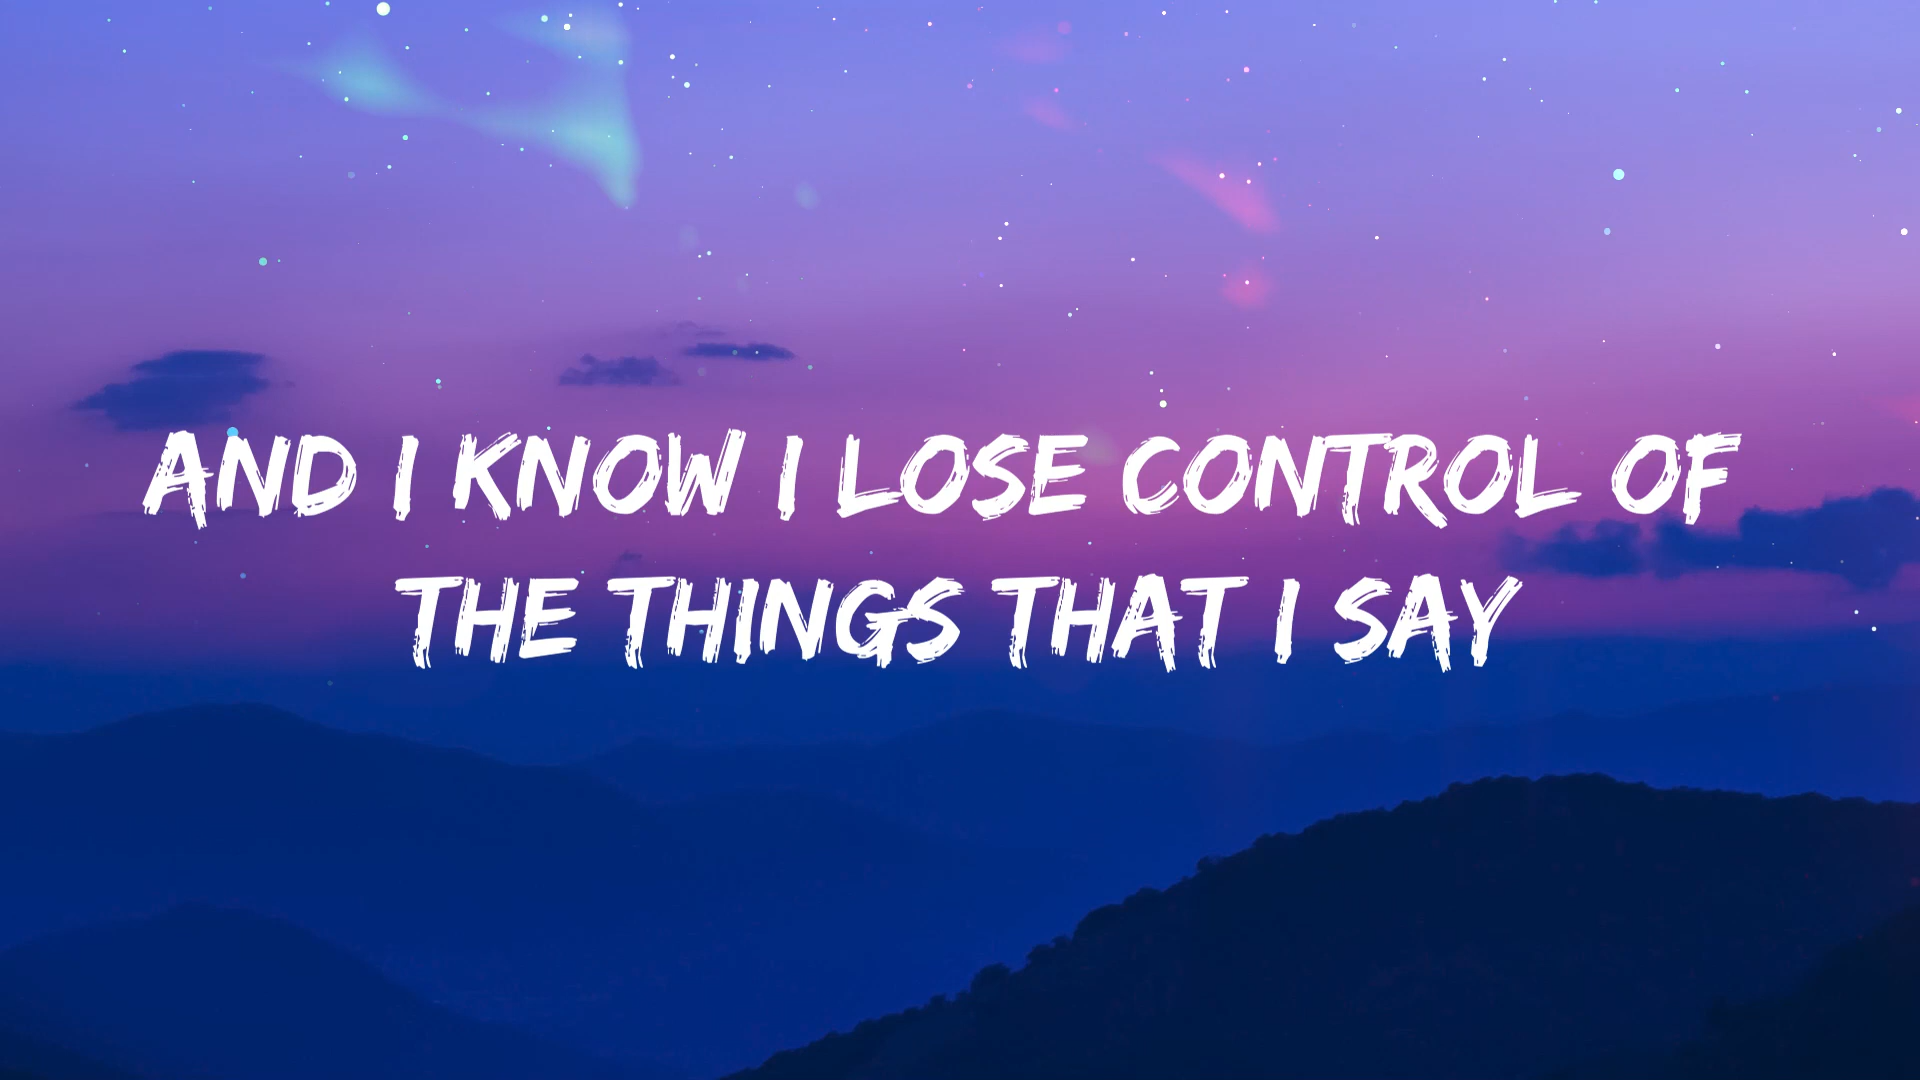 AND I KNOW I LOSE CONTROL OF
THE THINGS THAT I SAY